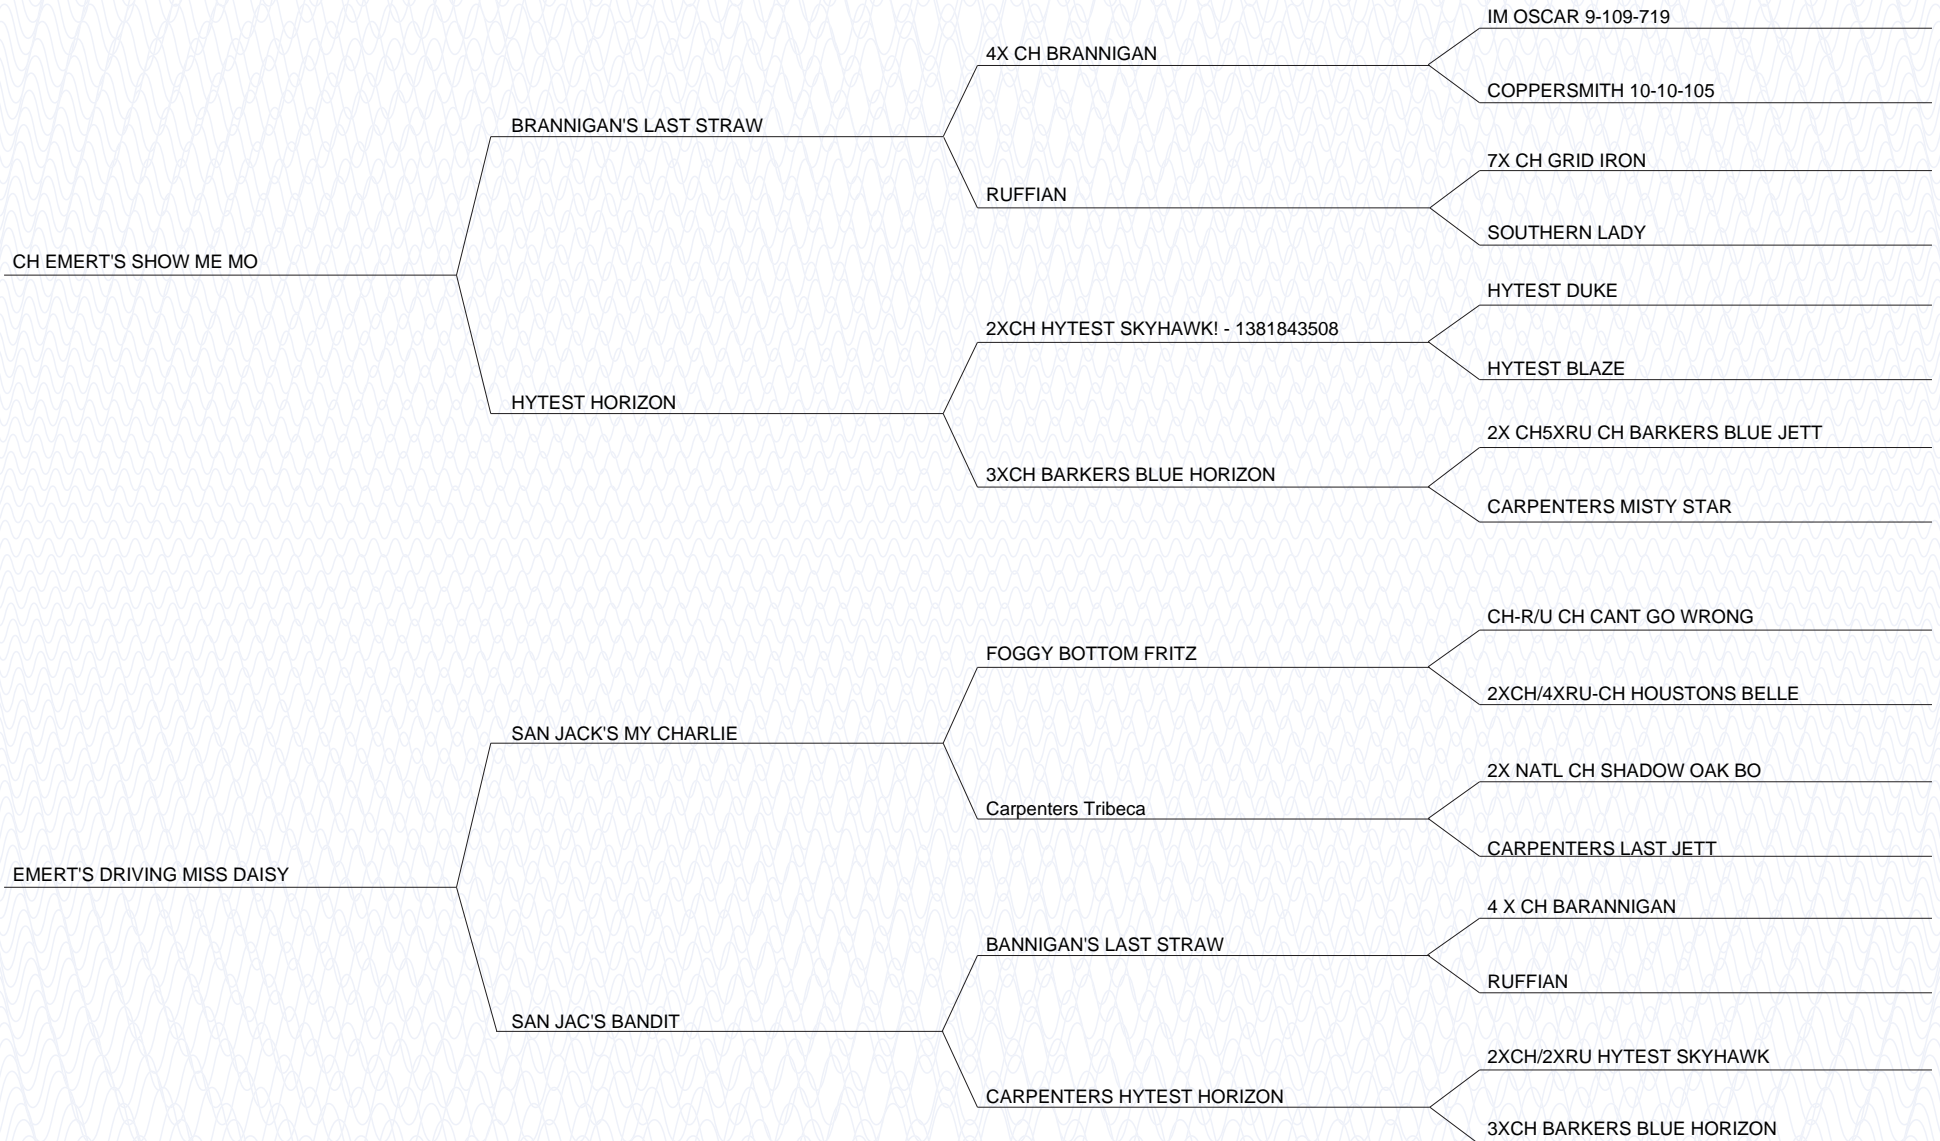 IM OSCAR 9-109-719
4X CH BRANNIGAN
COPPERSMITH 10-10-105
BRANNIGAN'S LAST STRAW
7X CH GRID IRON
RUFFIAN
SOUTHERN LADY
CH EMERT'S SHOW ME MO
HYTEST DUKE
2XCH HYTEST SKYHAWK! - 1381843508
HYTEST BLAZE
HYTEST HORIZON
2X CH5XRU CH BARKERS BLUE JETT
3XCH BARKERS BLUE HORIZON
CARPENTERS MISTY STAR
CH-R/U CH CANT GO WRONG
FOGGY BOTTOM FRITZ
2XCH/4XRU-CH HOUSTONS BELLE
SAN JACK'S MY CHARLIE
2X NATL CH SHADOW OAK BO
Carpenters Tribeca
CARPENTERS LAST JETT
EMERT'S DRIVING MISS DAISY
4 X CH BARANNIGAN
BANNIGAN'S LAST STRAW
RUFFIAN
SAN JAC'S BANDIT
2XCH/2XRU HYTEST SKYHAWK
CARPENTERS HYTEST HORIZON
3XCH BARKERS BLUE HORIZON